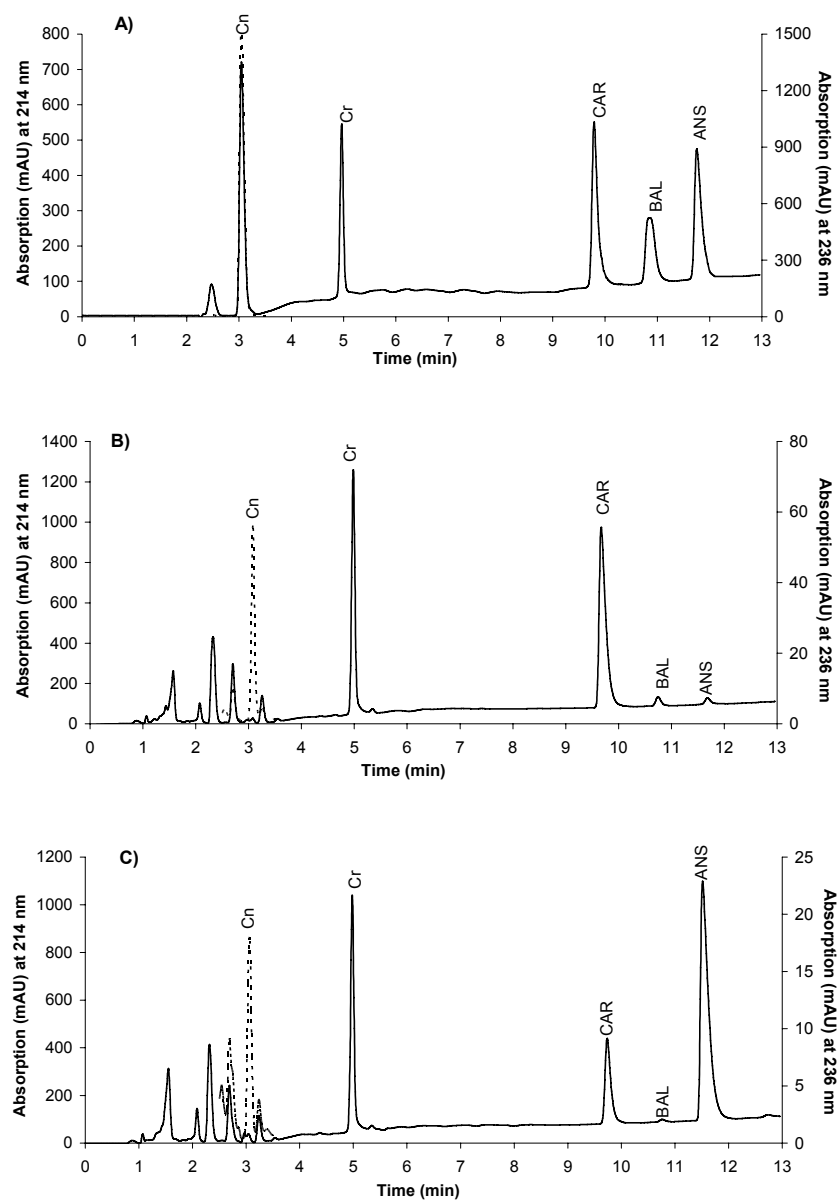 A)
Cn
Cr
CAR
BAL
ANS
800
700
600
500
400
300
200
100
0
1500
1200
900
600
300
0
Absorption (mAU) at 214 nm
Absorption (mAU) at 236 nm
0 1 2 3 4 5 6 7 8 9 10 11 12 13
Time (min)
B)
Cn
Cr
CAR
BAL
ANS
1400
1200
1000
800
600
400
200
0
80
60
40
20
0
Absorption (mAU) at 214 nm
Absorption (mAU) at 236 nm
0 1 2 3 4 5 6 7 8 9 10 11 12 13
Time (min)
C)
Cn
Cr
CAR
BAL
ANS
1200
1000
800
600
400
200
0
25
20
15
10
5
0
Absorption (mAU) at 214 nm
Absorption (mAU) at 236 nm
0 1 2 3 4 5 6 7 8 9 10 11 12 13
Time (min)